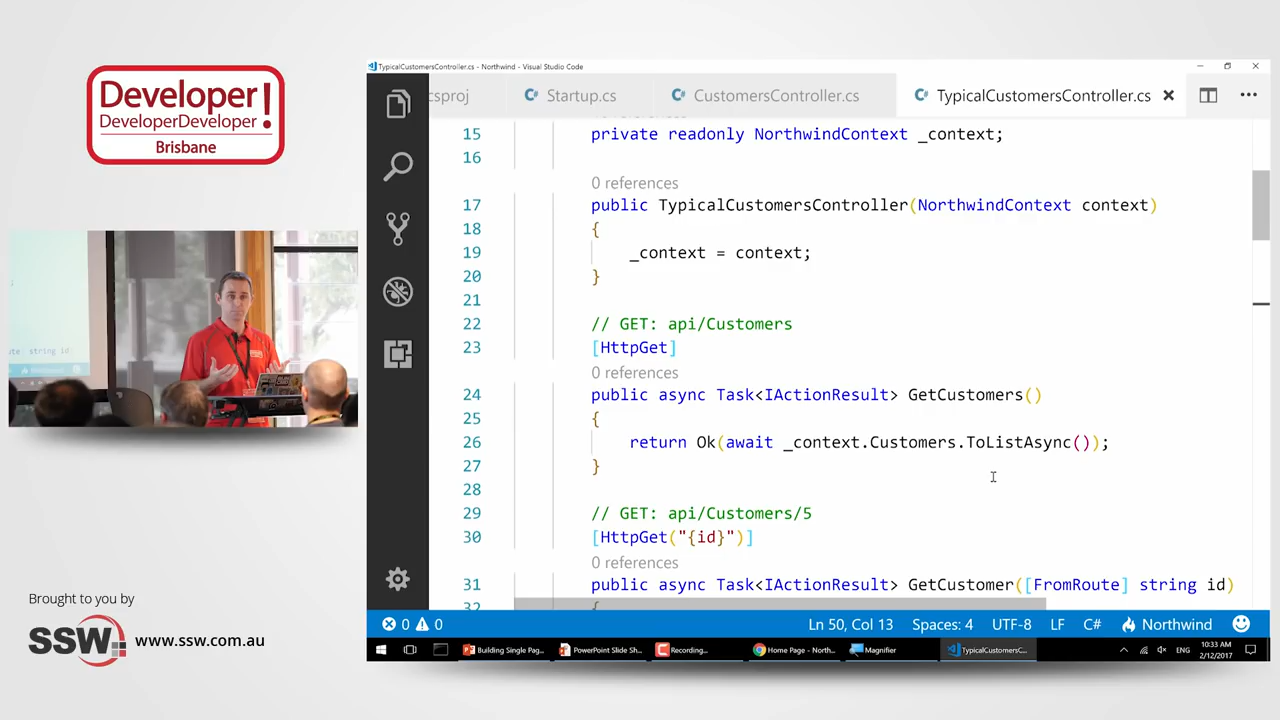 Developer!
DeveloperDeveloper
Brisbane
Brought to you by
SSW
www.ssw.com.au
TypicalCustomersController.cs - Northwind - Visual Studio Code
csproj
Startup.cs
CustomersController.cs
TypicalCustomersController.cs
15 private readonly NorthwindContext _context;
16
0 references
17 public TypicalCustomersController(NorthwindContext context)
18 {
19 _context = context;
20 }
21
22 // GET: api/Customers
23 [HttpGet]
0 references
24 public async Task<IActionResult> GetCustomers()
25 {
26 return Ok(await _context.Customers.ToListAsync());
27 }
28
29 // GET: api/Customers/5
30 [HttpGet("{id}")]
0 references
31 public async Task<IActionResult> GetCustomer([FromRoute] string id)
32 {
0 0 Ln 50, Col 13 Spaces: 4 UTF-8 LF C# Northwind
Building Single Pag...
PowerPoint Slide Sh...
Recording...
Home Page - North...
Magnifier
TypicalCustomersC...
ENG
10:33 AM
2/12/2017